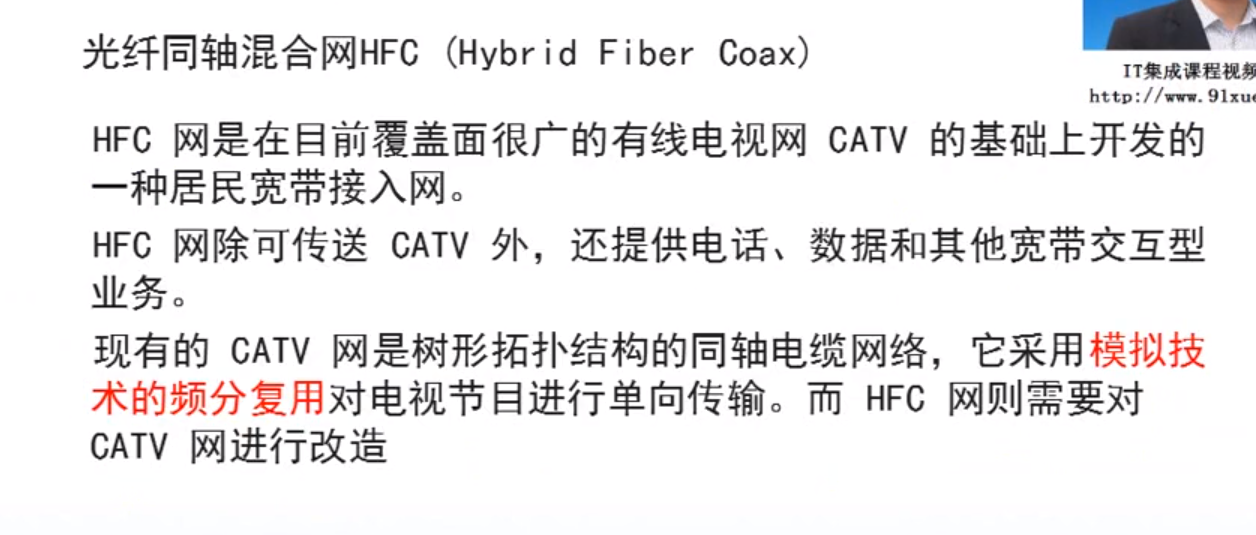 光纤同轴混合网HFC (Hybrid Fiber Coax)
IT集成课程视频
http://www.91xue
HFC 网是在目前覆盖面很广的有线电视网 CATV 的基础上开发的
一种居民宽带接入网。
HFC 网除可传送 CATV 外，还提供电话、数据和其他宽带交互型
业务。
现有的 CATV 网是树形拓扑结构的同轴电缆网络，它采用模拟技
术的频分复用对电视节目进行单向传输。而 HFC 网则需要对
CATV 网进行改造